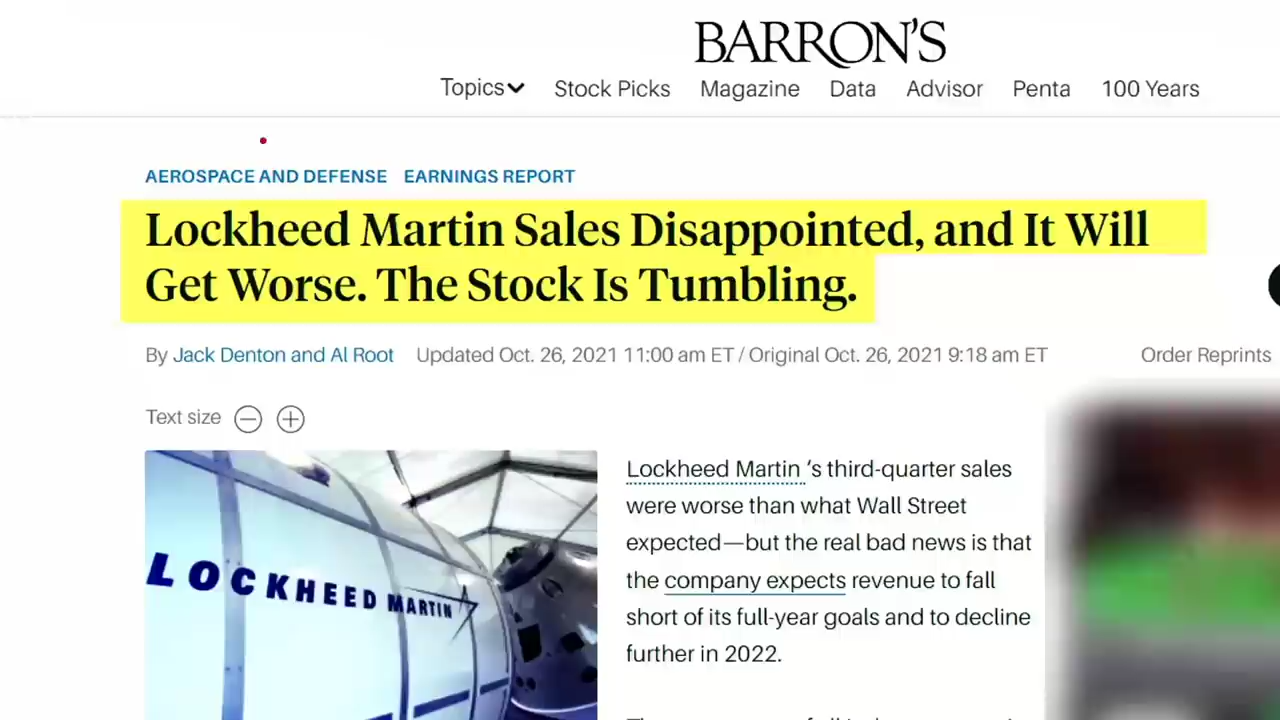 BARRON'S
Topics Stock Picks Magazine Data Advisor Penta 100 Years
AEROSPACE AND DEFENSE EARNINGS REPORT
Lockheed Martin Sales Disappointed, and It Will
Get Worse. The Stock Is Tumbling.
By Jack Denton and Al Root Updated Oct. 26, 2021 11:00 am ET / Original Oct. 26, 2021 9:18 am ET Order Reprints
Text size
LOCKHEED MARTIN
Lockheed Martin 's third-quarter sales
were worse than what Wall Street
expected—but the real bad news is that
the company expects revenue to fall
short of its full-year goals and to decline
further in 2022.